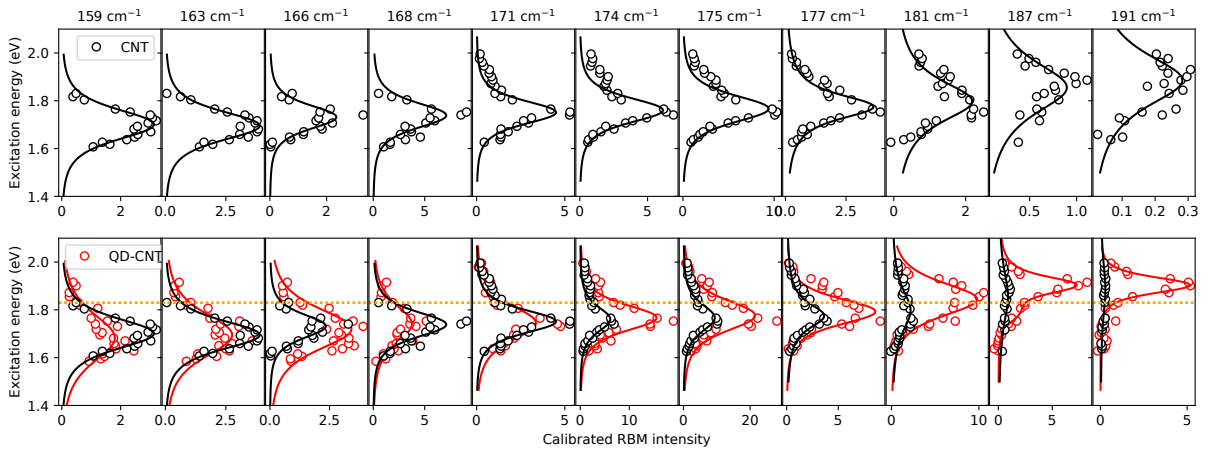 159 cm⁻¹ 163 cm⁻¹ 166 cm⁻¹ 168 cm⁻¹ 171 cm⁻¹ 174 cm⁻¹ 175 cm⁻¹ 177 cm⁻¹ 181 cm⁻¹ 187 cm⁻¹ 191 cm⁻¹
CNT
Excitation energy (eV)
2.0
1.8
1.6
1.4
0 2 0.0 2.5 0 2 0 5 0 5 0 5 0 10 0.0 2.5 0 2 0.5 1.0 0.1 0.2 0.3
QD-CNT
Excitation energy (eV)
2.0
1.8
1.6
1.4
0 2 0.0 2.5 0 2 0 5 0 5 0 10 0 20 0 5 0 10 0 5 0 5
Calibrated RBM intensity